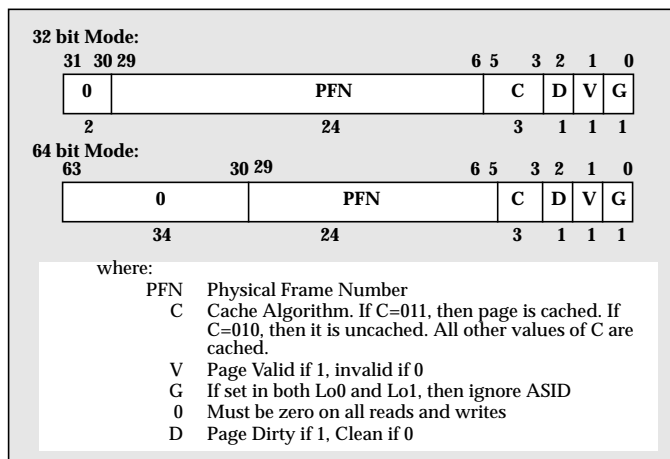 32 bit Mode:
31 30 29 6 5 3 2 1 0
0 PFN C D V G
2 24 3 1 1 1
64 bit Mode:
63 30 29 6 5 3 2 1 0
0 PFN C D V G
34 24 3 1 1 1
where:
PFN Physical Frame Number
C Cache Algorithm. If C=011, then page is cached. If
C=010, then it is uncached. All other values of C are
cached.
V Page Valid if 1, invalid if 0
G If set in both Lo0 and Lo1, then ignore ASID
0 Must be zero on all reads and writes
D Page Dirty if 1, Clean if 0